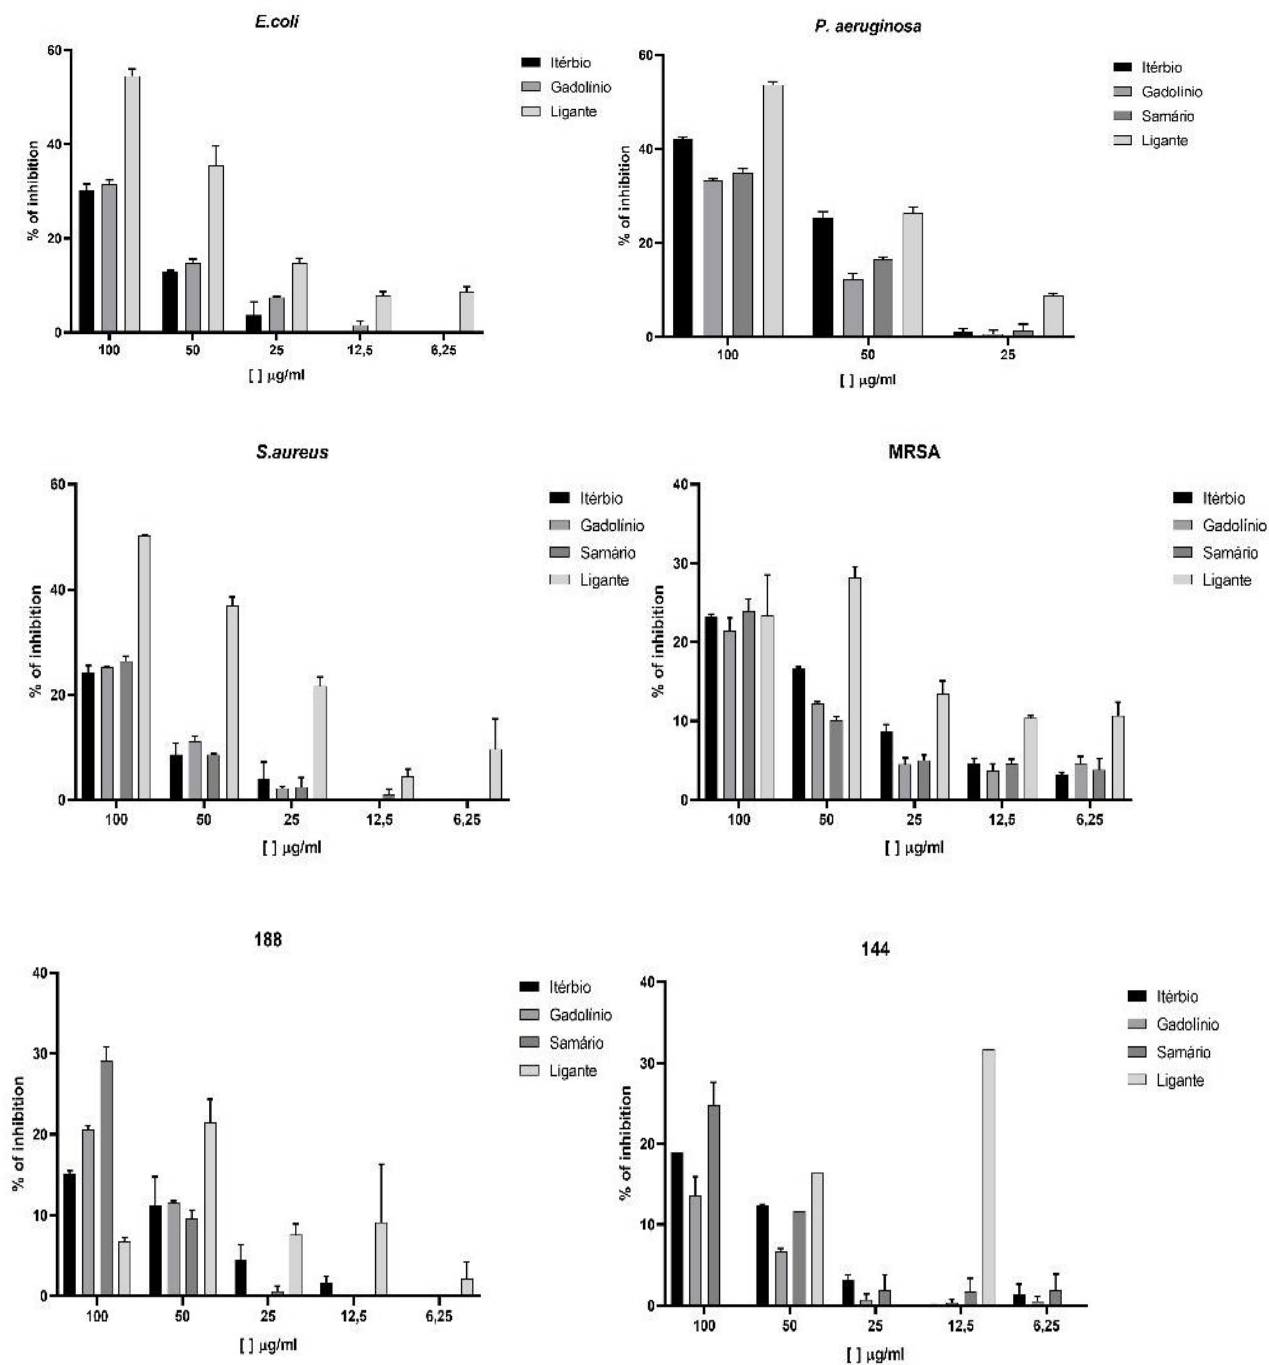 E.coli
60
40
20
0
% of inhibition
100 50 25 12,5 6,25
[ ] µg/ml
Itérbio
Gadolínio
Ligante
P. aeruginosa
60
40
20
0
% of inhibition
100 50 25
[ ] µg/ml
Itérbio
Gadolínio
Samário
Ligante
S.aureus
60
40
20
0
% of inhibition
100 50 25 12,5 6,25
[ ] µg/ml
Itérbio
Gadolínio
Samário
Ligante
MRSA
40
30
20
10
0
% of inhibition
100 50 25 12,5 6,25
[ ] µg/ml
Itérbio
Gadolínio
Samário
Ligante
188
40
30
20
10
0
% of inhibition
100 50 25 12,5 6,25
[ ] µg/ml
Itérbio
Gadolínio
Samário
Ligante
144
40
30
20
10
0
% of inhibition
100 50 25 12,5 6,25
[ ] µg/ml
Itérbio
Gadolínio
Samário
Ligante